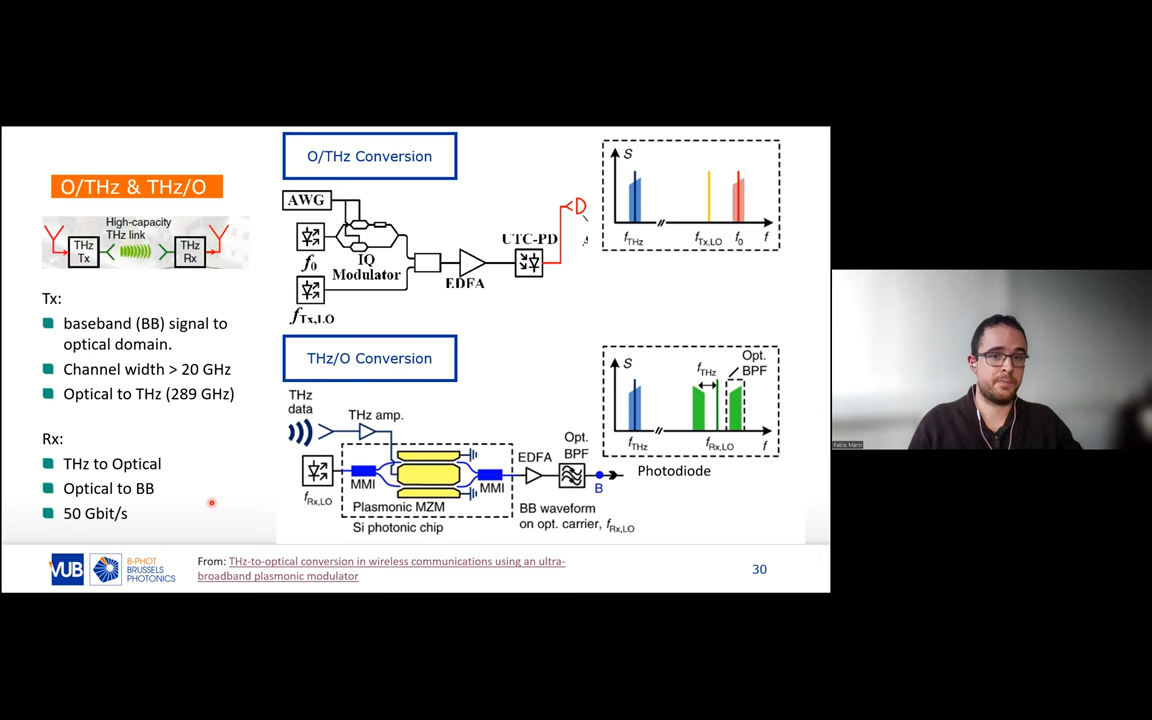 O/THz & THz/O
High-capacity
THz link
THz
Tx
THz
Rx
Tx:
baseband (BB) signal to
optical domain.
Channel width > 20 GHz
Optical to THz (289 GHz)
Rx:
THz to Optical
Optical to BB
50 Gbit/s
O/THz Conversion
AWG
f0
IQ
Modulator
fTx,LO
EDFA
UTC-PD
S
fTHz
fTx,LO
f0
f
THz/O Conversion
THz
data
THz amp.
fRx,LO
MMI
MMI
Plasmonic MZM
Si photonic chip
EDFA
Opt.
BPF
B
BB waveform
on opt. carrier, fRx,LO
Photodiode
S
fTHz
Opt.
BPF
fTHz
fRx,LO
f
VUB
B-PHOT
BRUSSELS
PHOTONICS
From: THz-to-optical conversion in wireless communications using an ultra-
broadband plasmonic modulator
30
Pablo Marin